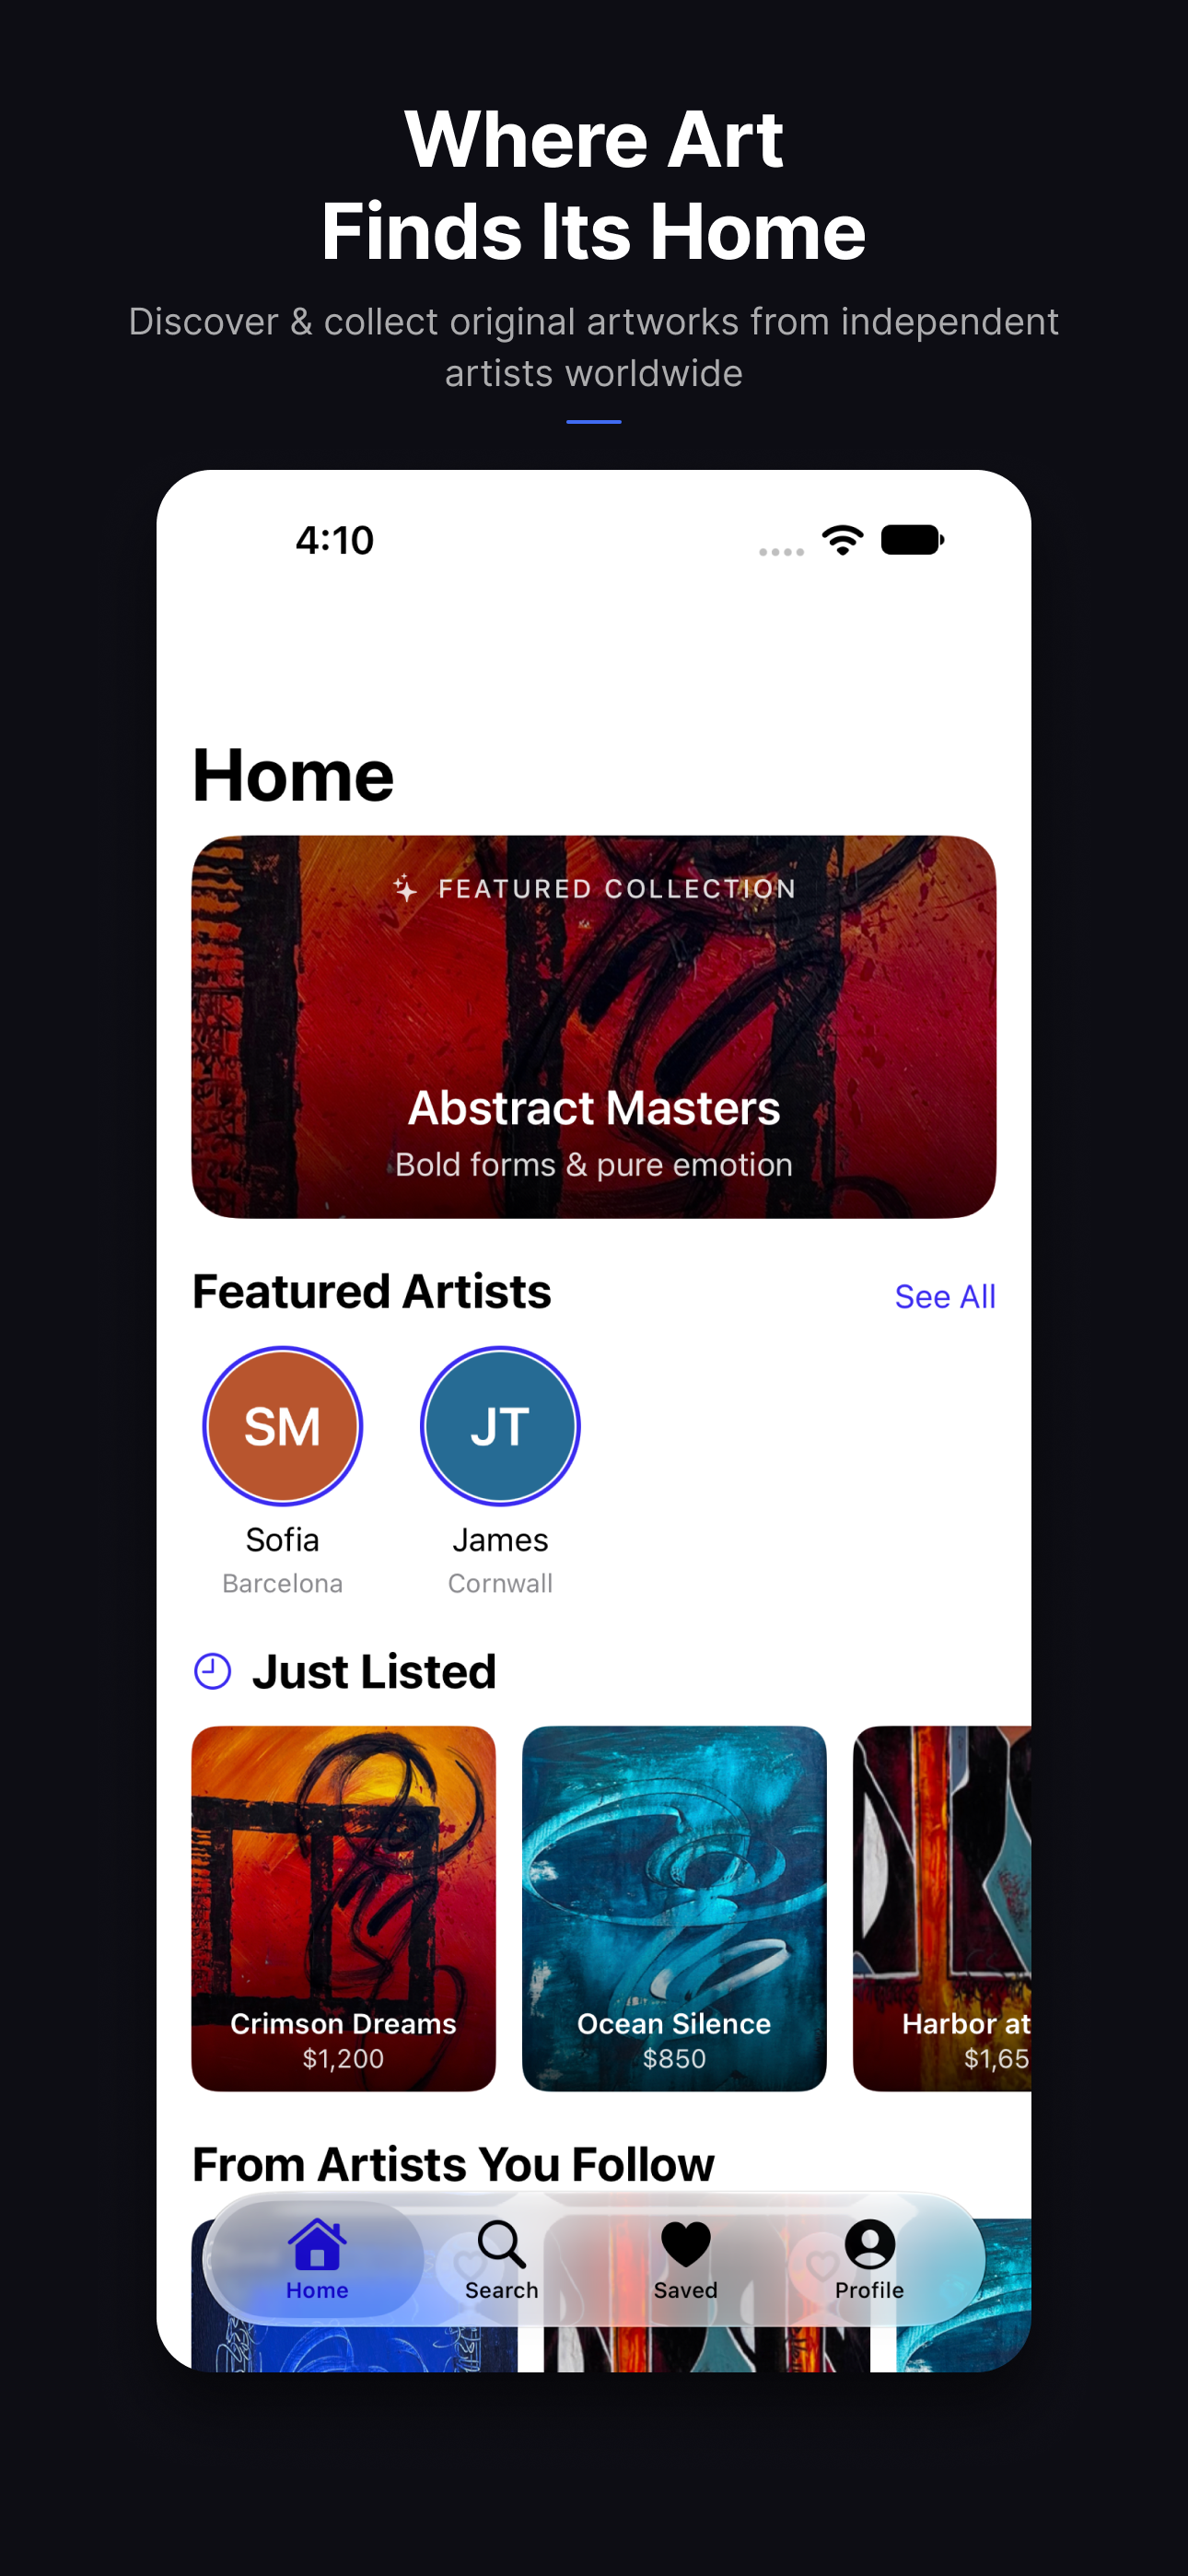 Where Art
Finds Its Home
Discover & collect original artworks from independent
artists worldwide
4:10
Home
FEATURED COLLECTION
Abstract Masters
Bold forms & pure emotion
Featured Artists
See All
SM
JT
Sofia
James
Barcelona
Cornwall
Just Listed
Crimson Dreams
Ocean Silence
Harbor at
$1,200
$850
$1,65
From Artists You Follow
Home
Search
Saved
Profile